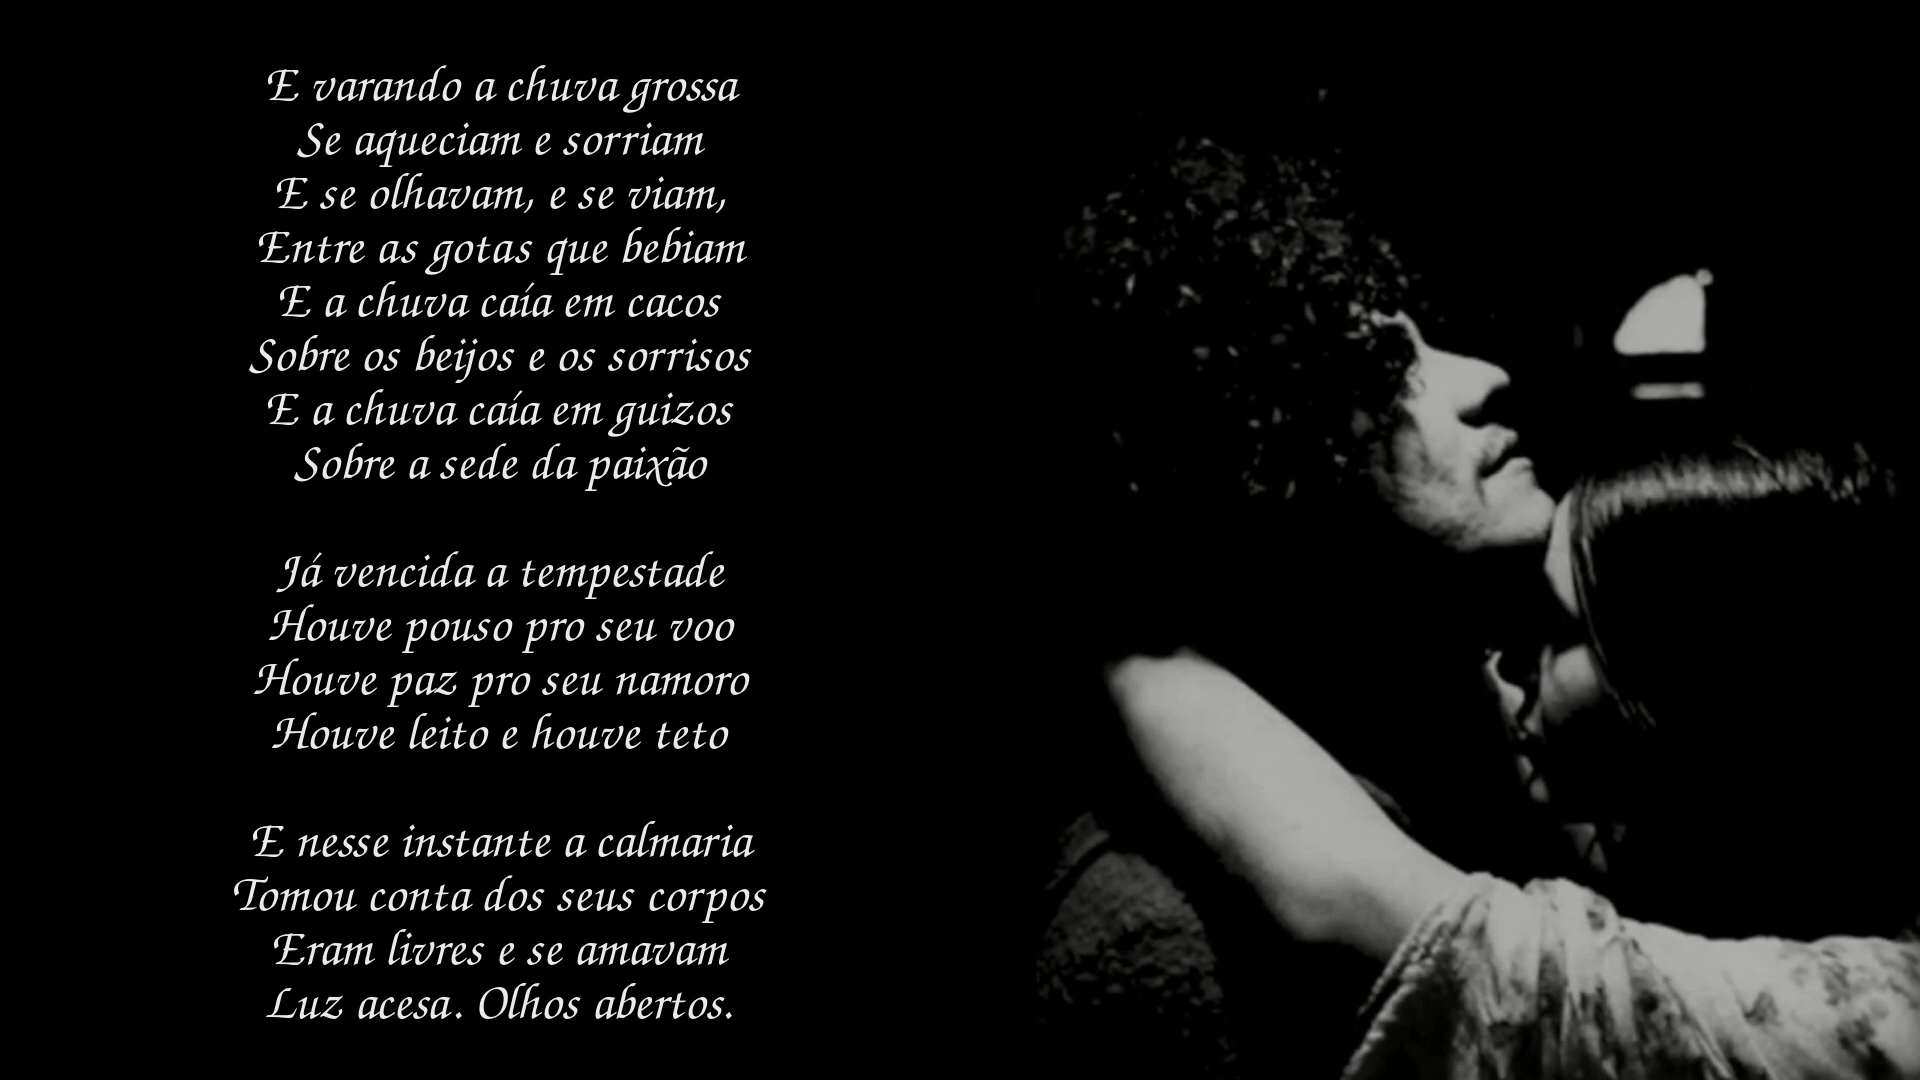 E varando a chuva grossa
Se aqueciam e sorriam
E se olhavam, e se viam,
Entre as gotas que bebiam
E a chuva caía em cacos
Sobre os beijos e os sorrisos
E a chuva caía em guizos
Sobre a sede da paixão
Já vencida a tempestade
Houve pouso pro seu voo
Houve paz pro seu namoro
Houve leito e houve teto
E nesse instante a calmaria
Tomou conta dos seus corpos
Eram livres e se amavam
Luz acesa. Olhos abertos.